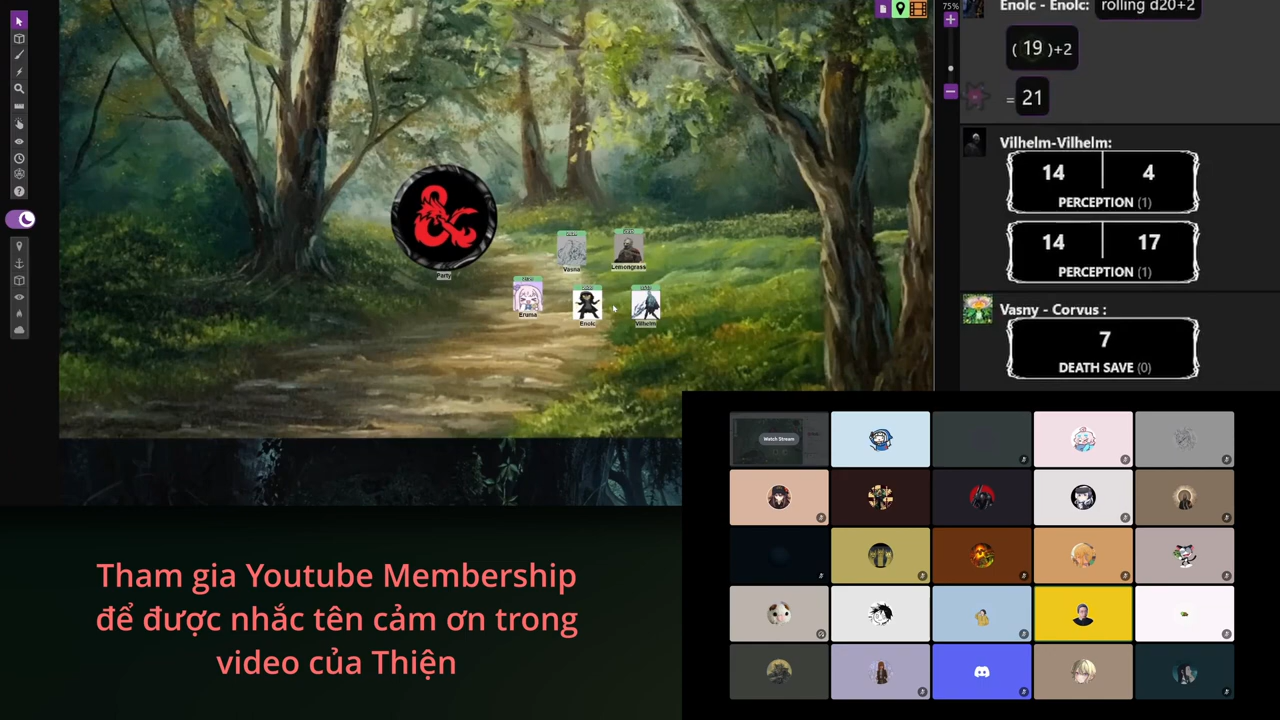 75%
Enolc - Enolc: rolling d20+2
( 19 )+2
= 21
Vilhelm-Vilhelm:
14 4
PERCEPTION (1)
14 17
PERCEPTION (1)
Vasny - Corvus :
7
DEATH SAVE (0)
Party
Vasna
Lemongrass
Eruma
Enolc
Vilhelm
Watch Stream
Tham gia Youtube Membership
để được nhắc tên cảm ơn trong
video của Thiện